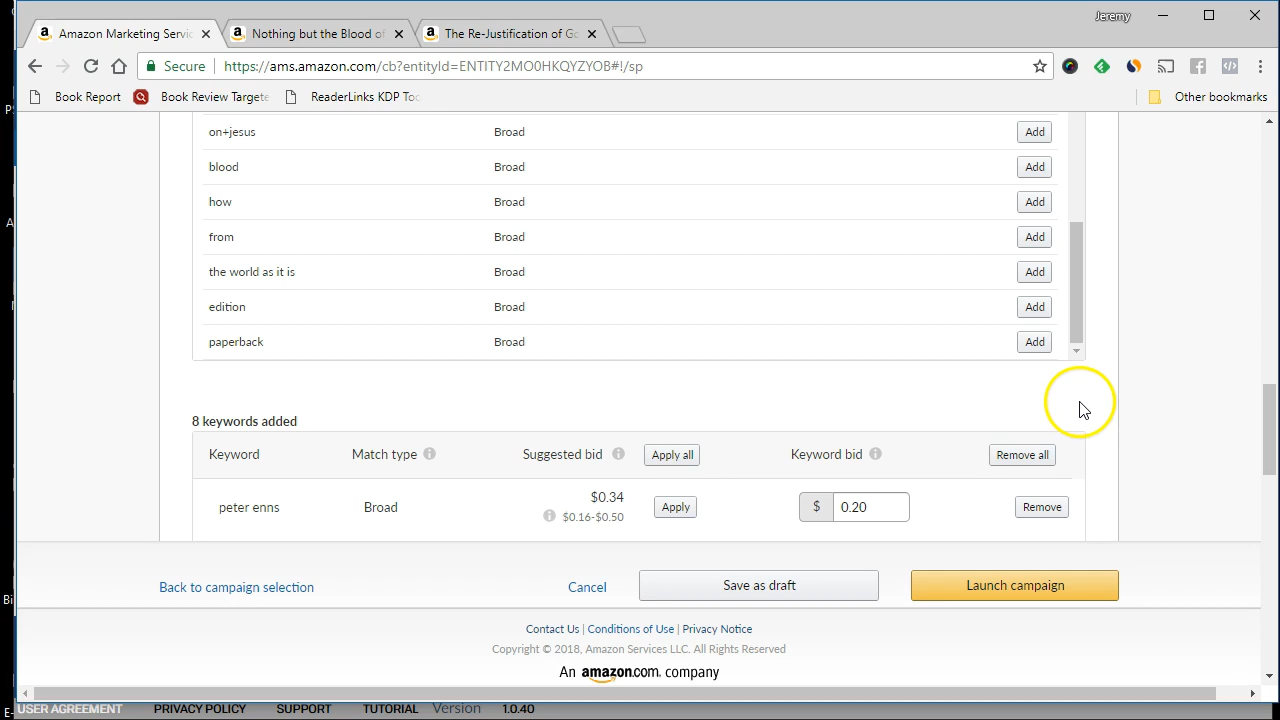 Jeremy
Amazon Marketing Servic
Nothing but the Blood of
The Re-Justification of Go
Secure
https://ams.amazon.com/cb?entityId=ENTITY2MO0HKQYZYOB#!/sp
Book Report
Book Review Targete
ReaderLinks KDP Toc
Other bookmarks
on+jesus Broad Add
blood Broad Add
how Broad Add
from Broad Add
the world as it is Broad Add
edition Broad Add
paperback Broad Add
8 keywords added
Keyword Match type Suggested bid Apply all Keyword bid Remove all
peter enns Broad $0.34 Apply $ 0.20 Remove
$0.16-$0.50
Back to campaign selection Cancel Save as draft Launch campaign
Contact Us | Conditions of Use | Privacy Notice
Copyright © 2018, Amazon Services LLC. All Rights Reserved
An amazon.com company
USER AGREEMENT PRIVACY POLICY SUPPORT TUTORIAL Version 1.0.40